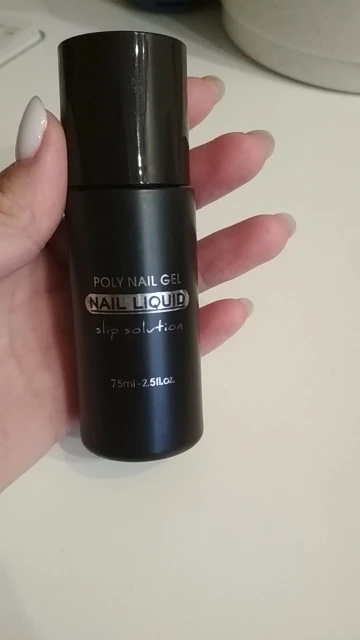 POLY NAIL GEL
NAIL LIQUID
slip solution
75ml-2.5fl.oz.